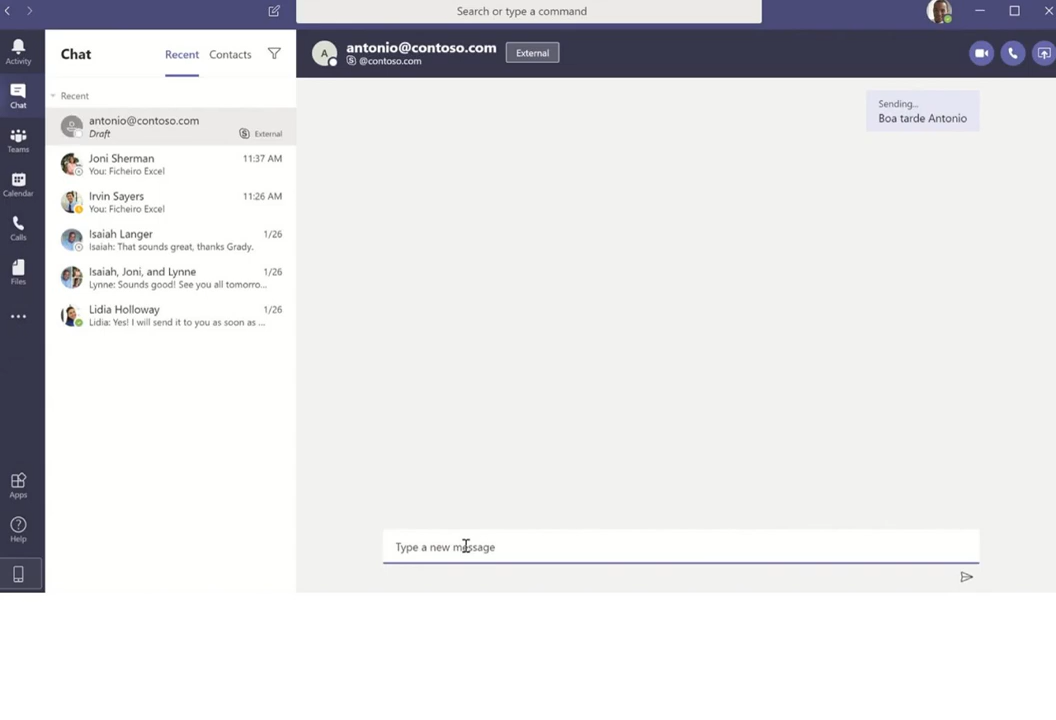 Search or type a command
Activity
Chat
Teams
Calendar
Calls
Files
Apps
Help
Chat
Recent
Contacts
Recent
antonio@contoso.com
Draft
External
Joni Sherman
11:37 AM
You: Ficheiro Excel
Irvin Sayers
11:26 AM
You: Ficheiro Excel
Isaiah Langer
1/26
Isaiah: That sounds great, thanks Grady.
Isaiah, Joni, and Lynne
1/26
Lynne: Sounds good! See you all tomorro...
Lidia Holloway
1/26
Lidia: Yes! I will send it to you as soon as ...
A
antonio@contoso.com
@contoso.com
External
Sending...
Boa tarde Antonio
Type a new message